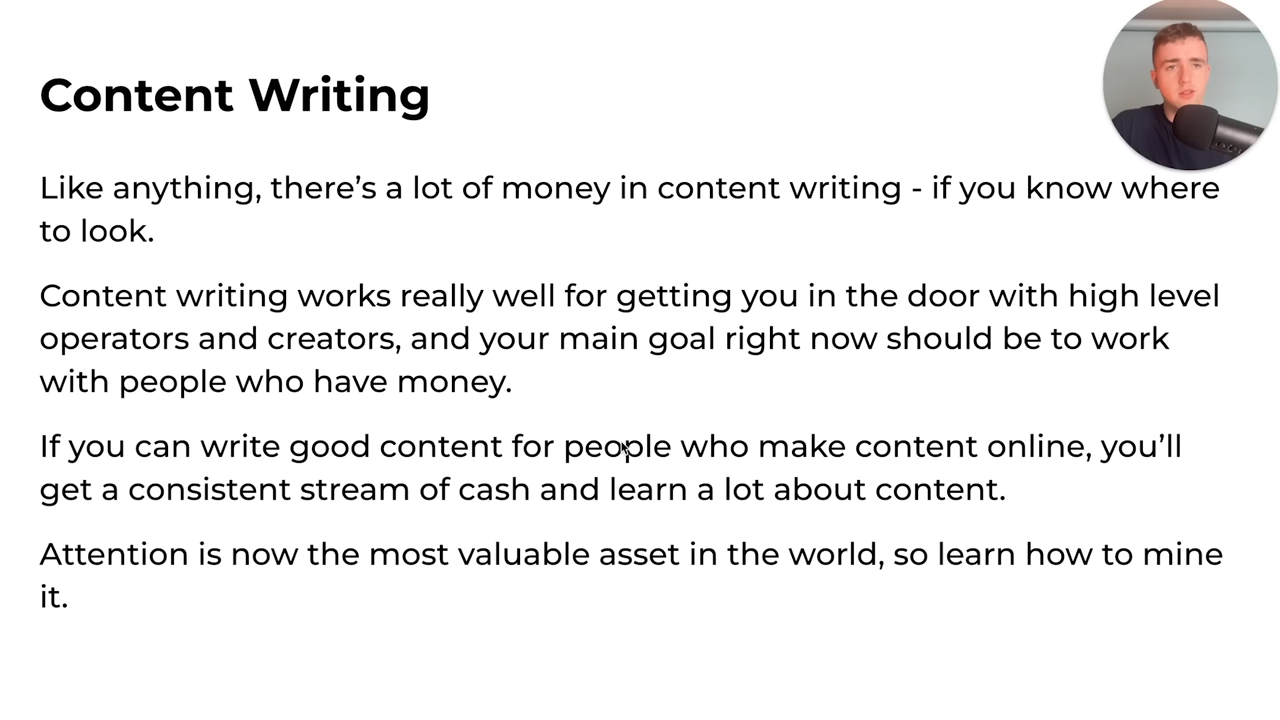 Content Writing
Like anything, there’s a lot of money in content writing - if you know where
to look.
Content writing works really well for getting you in the door with high level
operators and creators, and your main goal right now should be to work
with people who have money.
If you can write good content for people who make content online, you’ll
get a consistent stream of cash and learn a lot about content.
Attention is now the most valuable asset in the world, so learn how to mine
it.